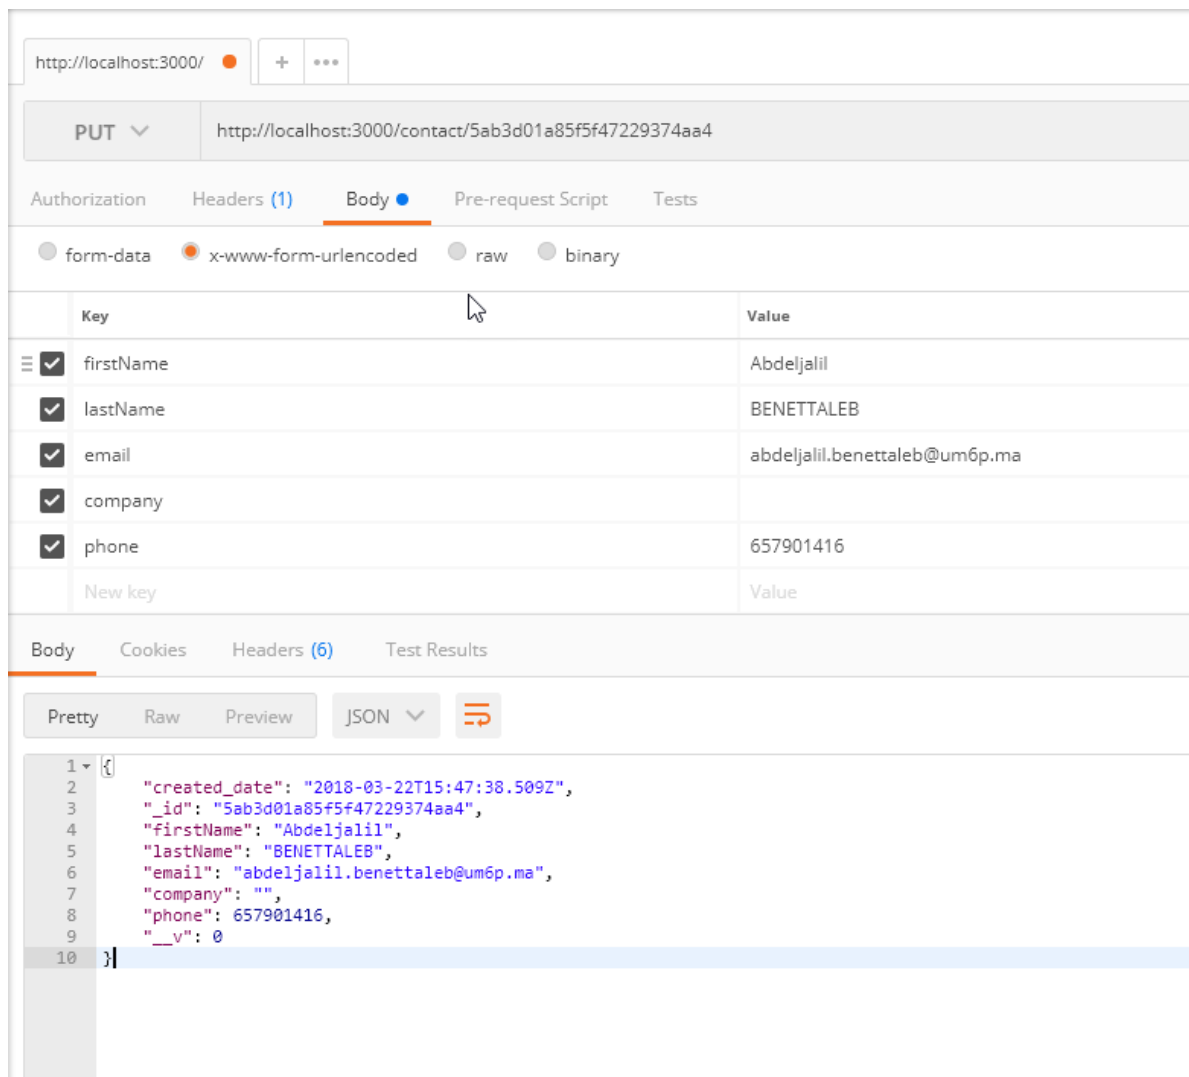 http://localhost:3000/ + •••
PUT http://localhost:3000/contact/5ab3d01a85f5f47229374aa4
Authorization Headers (1) Body Pre-request Script Tests
form-data x-www-form-urlencoded raw binary
Key Value
firstName Abdeljalil
lastName BENETTALEB
email abdeljalil.benettaleb@um6p.ma
company
phone 657901416
New key Value
Body Cookies Headers (6) Test Results
Pretty Raw Preview JSON
1 {
2 "created_date": "2018-03-22T15:47:38.509Z",
3 "_id": "5ab3d01a85f5f47229374aa4",
4 "firstName": "Abdeljalil",
5 "lastName": "BENETTALEB",
6 "email": "abdeljalil.benettaleb@um6p.ma",
7 "company": "",
8 "phone": 657901416,
9 "__v": 0
10 }